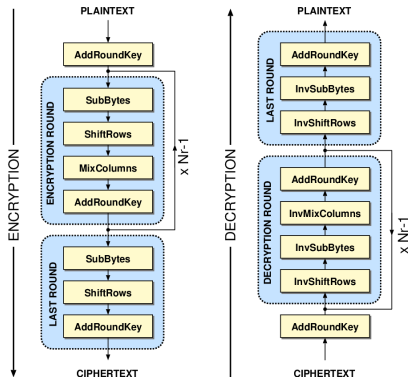 PLAINTEXT
AddRoundKey
ENCRYPTION ROUND
SubBytes
ShiftRows
MixColumns
AddRoundKey
x Nr-1
LAST ROUND
SubBytes
ShiftRows
AddRoundKey
CIPHERTEXT
ENCRYPTION
PLAINTEXT
LAST ROUND
AddRoundKey
InvSubBytes
InvShiftRows
DECRYPTION ROUND
AddRoundKey
InvMixColumns
InvSubBytes
InvShiftRows
x Nr-1
AddRoundKey
CIPHERTEXT
DECRYPTION